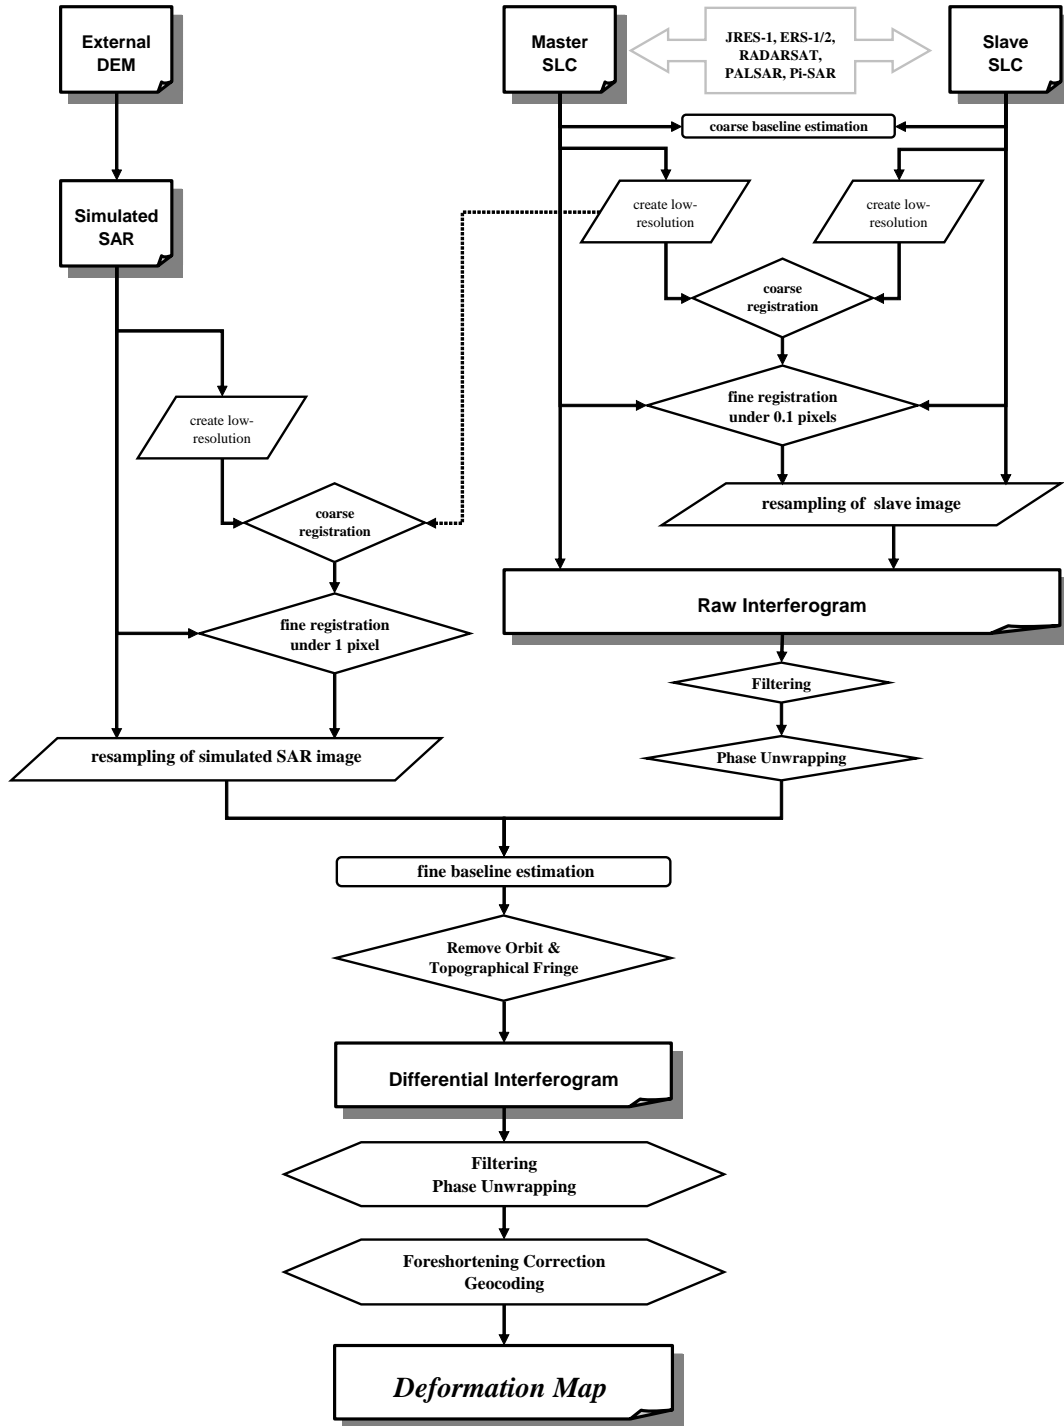 External
DEM
Master
SLC
JRES-1, ERS-1/2,
RADARSAT,
PALSAR, Pi-SAR
Slave
SLC
coarse baseline estimation
Simulated
SAR
create low-
resolution
create low-
resolution
coarse
registration
fine registration
under 0.1 pixels
create low-
resolution
resampling of slave image
coarse
registration
Raw Interferogram
fine registration
under 1 pixel
Filtering
resampling of simulated SAR image
Phase Unwrapping
fine baseline estimation
Remove Orbit &
Topographical Fringe
Differential Interferogram
Filtering
Phase Unwrapping
Foreshortening Correction
Geocoding
Deformation Map